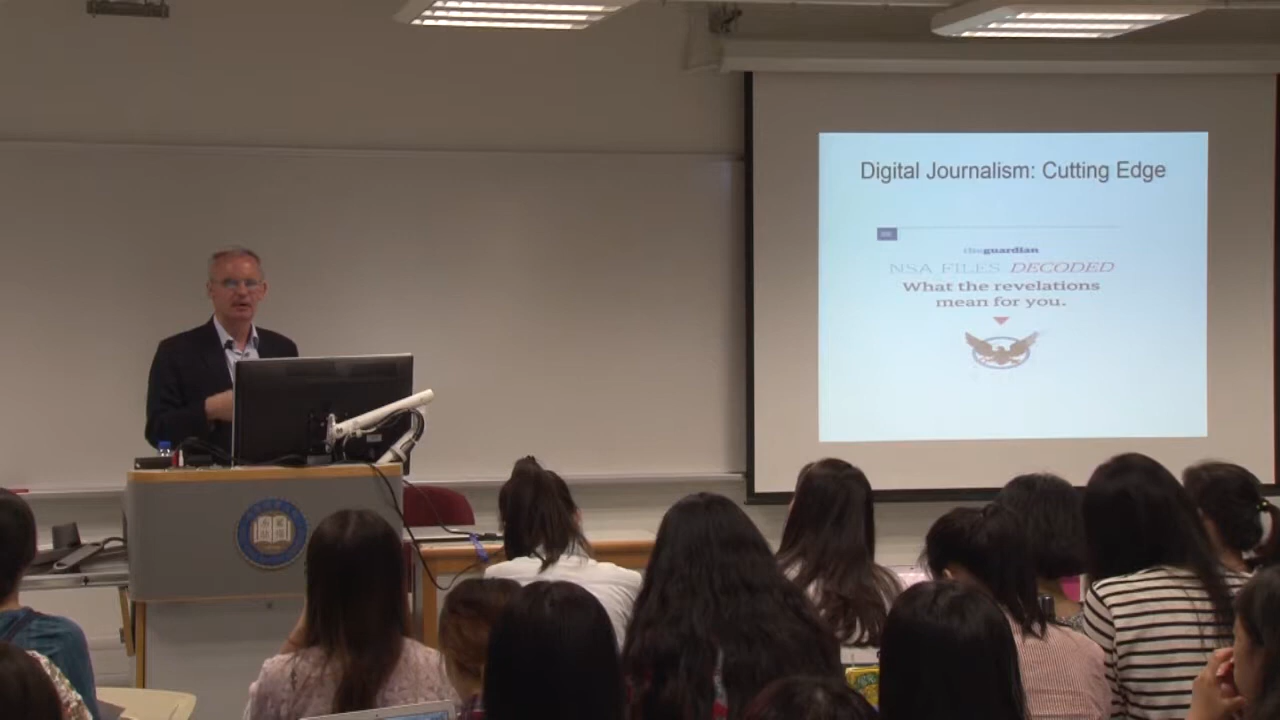 Digital Journalism: Cutting Edge
theguardian
NSA FILES DECODED
What the revelations
mean for you.